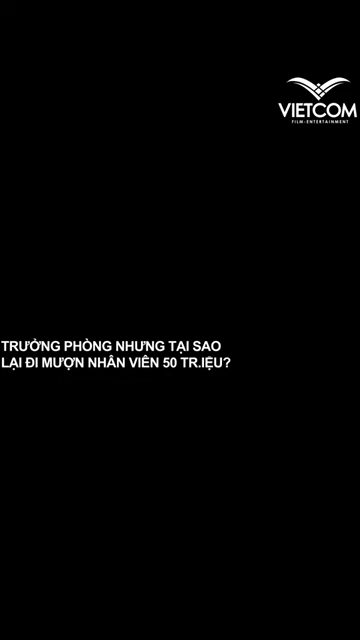 VIETCOM
FILM-ENTERTAINMENT
TRƯỞNG PHÒNG NHƯNG TẠI SAO
LẠI ĐI MƯỢN NHÂN VIÊN 50 TR.IỆU?